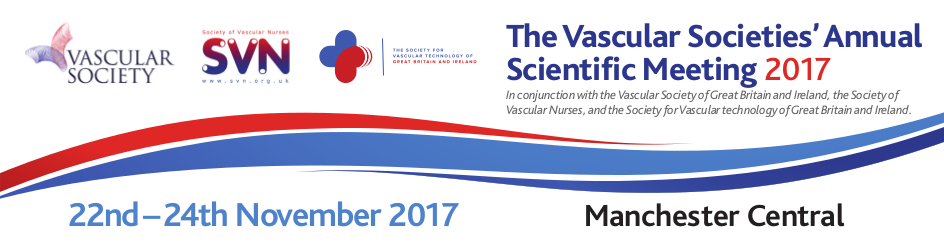 VASCULAR
SOCIETY
Society of Vascular Nurses
SVN
www.svn.org.uk
THE SOCIETY FOR
VASCULAR TECHNOLOGY OF
GREAT BRITAIN AND IRELAND
The Vascular Societies' Annual
Scientific Meeting 2017
In conjunction with the Vascular Society of Great Britain and Ireland, the Society of
Vascular Nurses, and the Society for Vascular technology of Great Britain and Ireland.
22nd–24th November 2017
Manchester Central